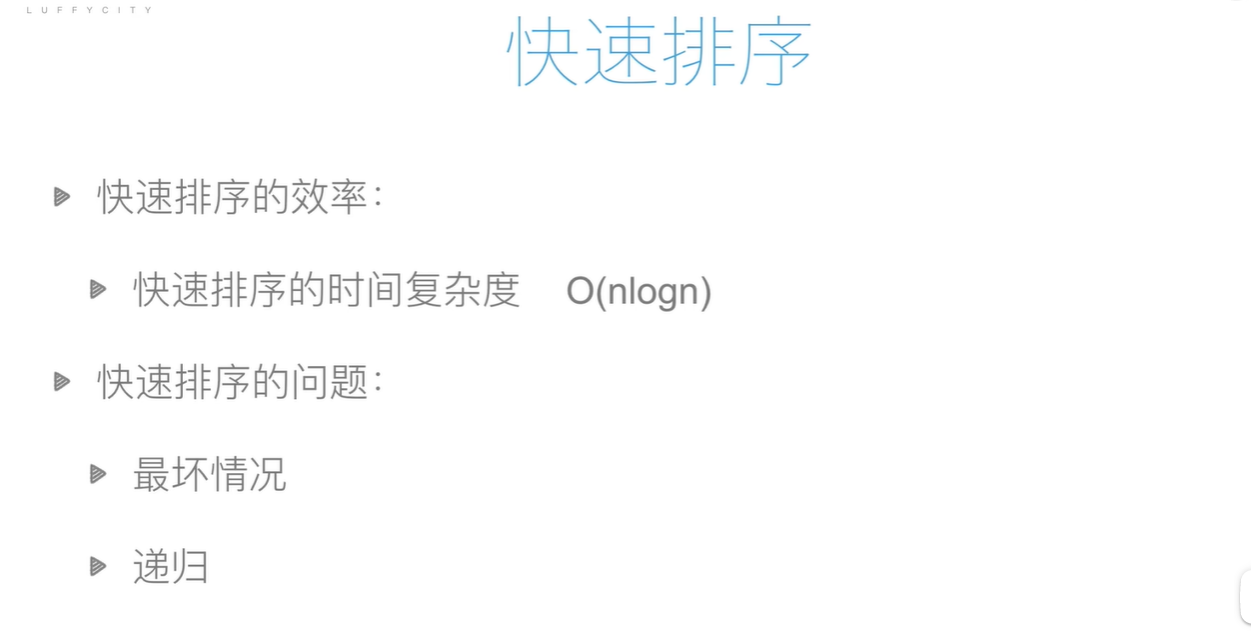 LUFFYCITY
快速排序
快速排序的效率：
快速排序的时间复杂度 O(nlogn)
快速排序的问题：
最坏情况
递归